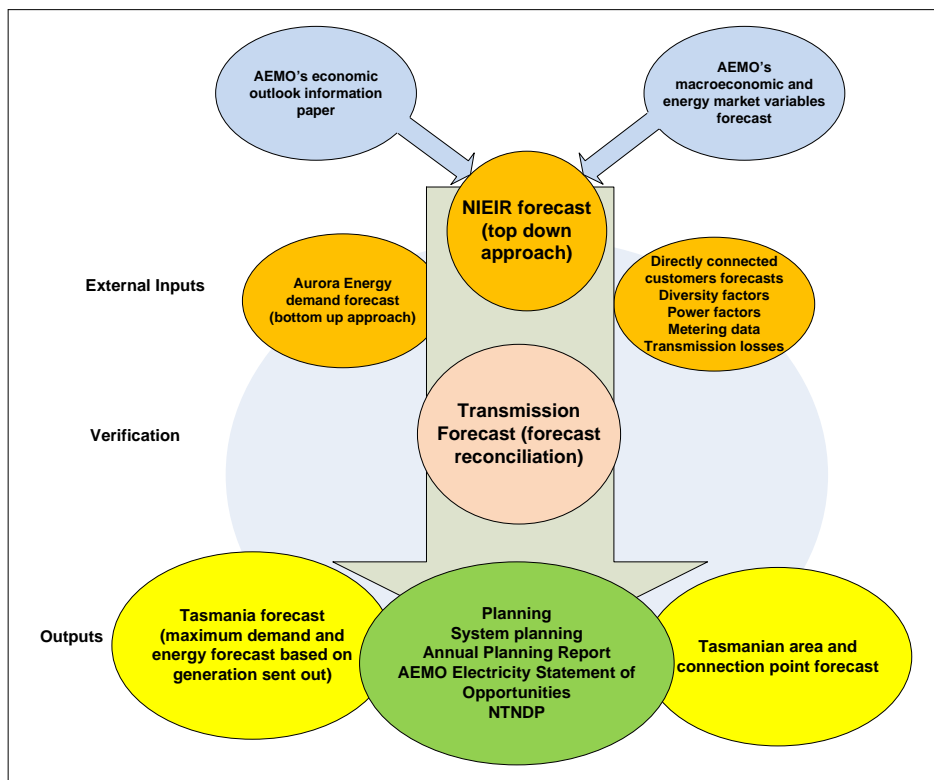 AEMO's economic
outlook information
paper
AEMO's
macroeconomic and
energy market variables
forecast
NIEIR forecast
(top down
approach)
External Inputs
Aurora Energy
demand forecast
(bottom up approach)
Directly connected
customers forecasts
Diversity factors
Power factors
Metering data
Transmission losses
Verification
Transmission
Forecast (forecast
reconciliation)
Outputs
Tasmania forecast
(maximum demand and
energy forecast based on
generation sent out)
Planning
System planning
Annual Planning Report
AEMO Electricity Statement of
Opportunities
NTNDP
Tasmanian area and
connection point forecast